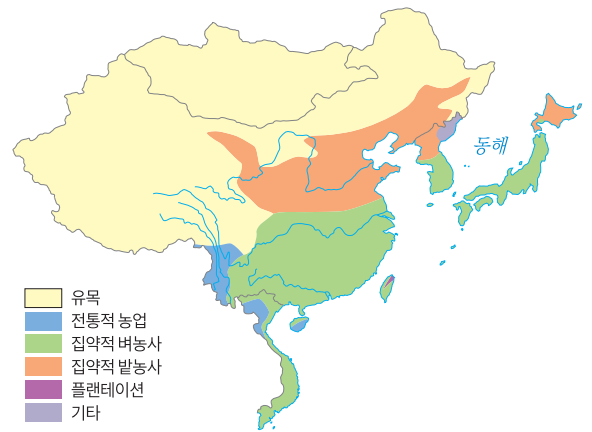 동해
유목
전통적 농업
집약적 벼농사
집약적 밭농사
플랜테이션
기타